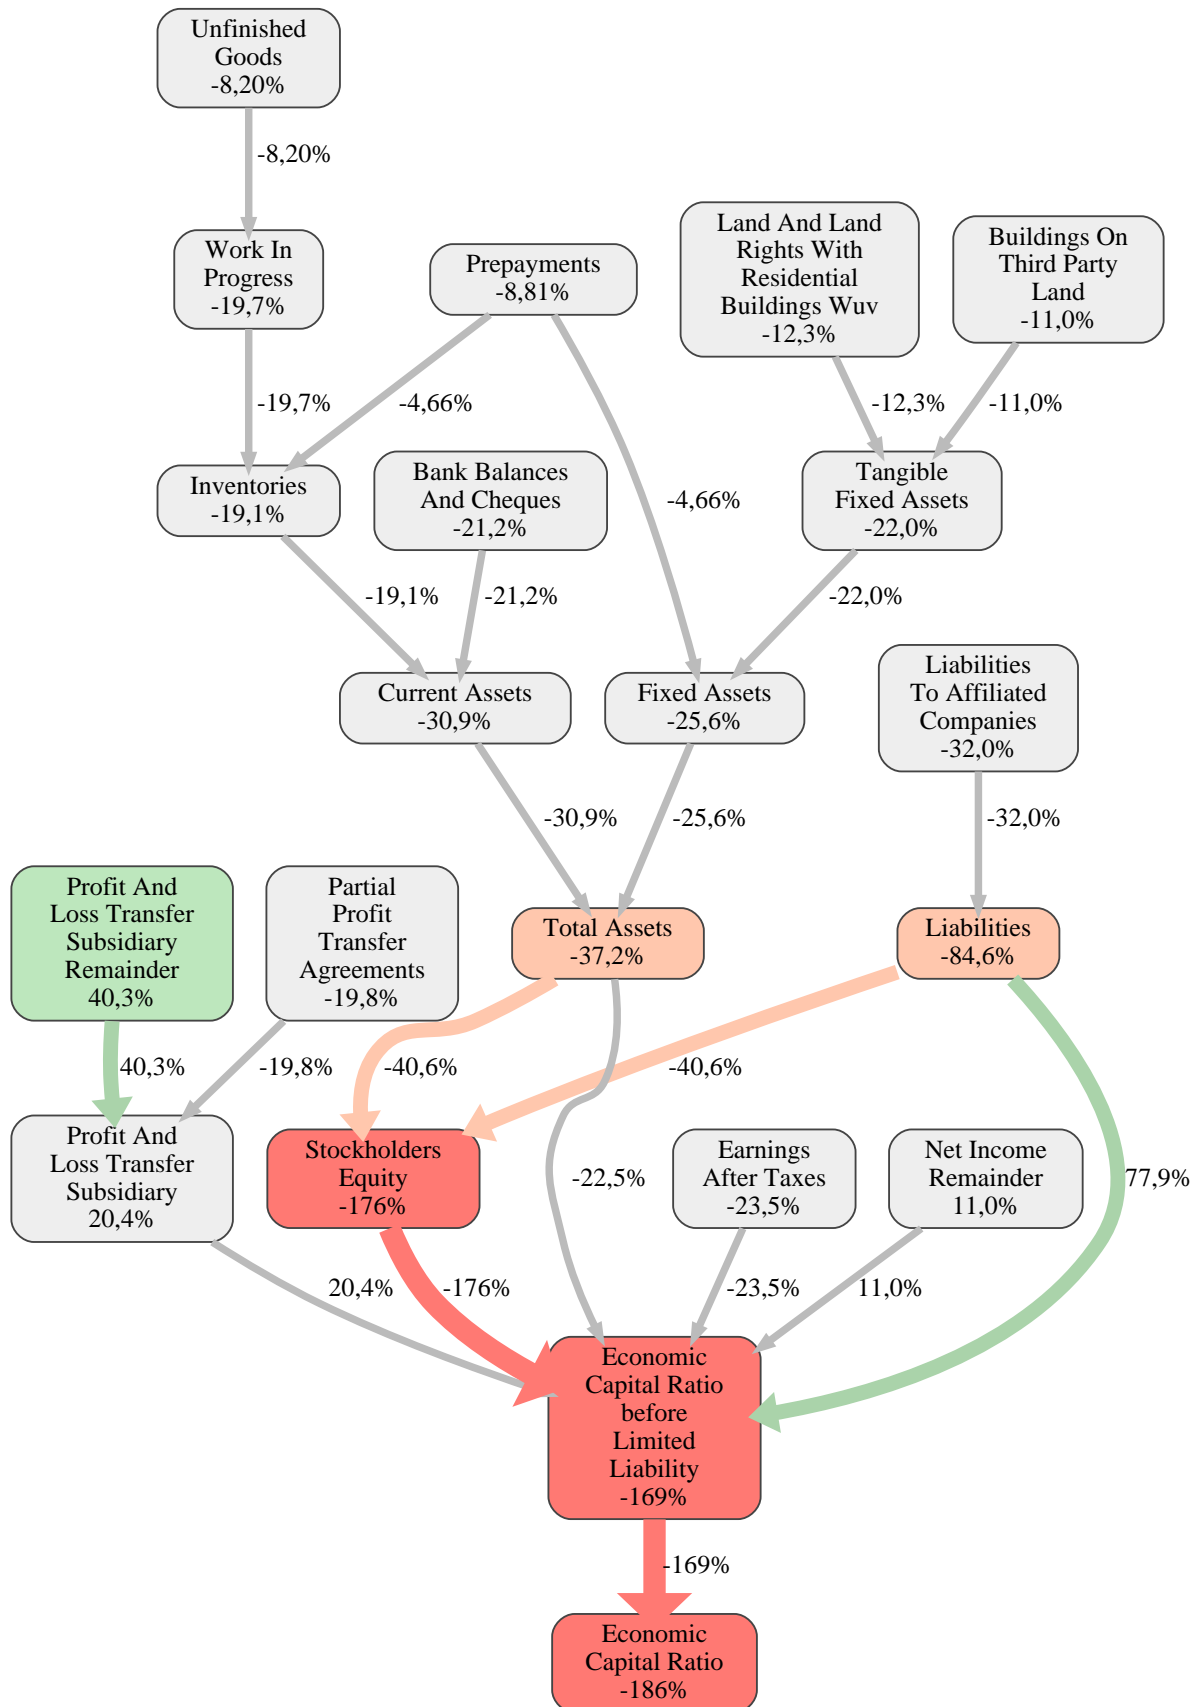 Unfinished
Goods
-8,20%
-8,20%
Work In
Progress
-19,7%
Prepayments
-8,81%
Land And Land
Rights With
Residential
Buildings Wuv
-12,3%
Buildings On
Third Party
Land
-11,0%
-19,7%
-4,66%
-12,3%
-11,0%
Inventories
-19,1%
Bank Balances
And Cheques
-21,2%
-4,66%
Tangible
Fixed Assets
-22,0%
-19,1%
-21,2%
-22,0%
Current Assets
-30,9%
Fixed Assets
-25,6%
Liabilities
To Affiliated
Companies
-32,0%
-30,9%
-25,6%
-32,0%
Profit And
Loss Transfer
Subsidiary
Remainder
40,3%
Partial
Profit
Transfer
Agreements
-19,8%
Total Assets
-37,2%
Liabilities
-84,6%
40,3%
-19,8%
-40,6%
-40,6%
Profit And
Loss Transfer
Subsidiary
20,4%
Stockholders
Equity
-176%
-22,5%
Earnings
After Taxes
-23,5%
Net Income
Remainder
11,0%
77,9%
20,4%
-176%
-23,5%
11,0%
Economic
Capital Ratio
before
Limited
Liability
-169%
-169%
Economic
Capital Ratio
-186%